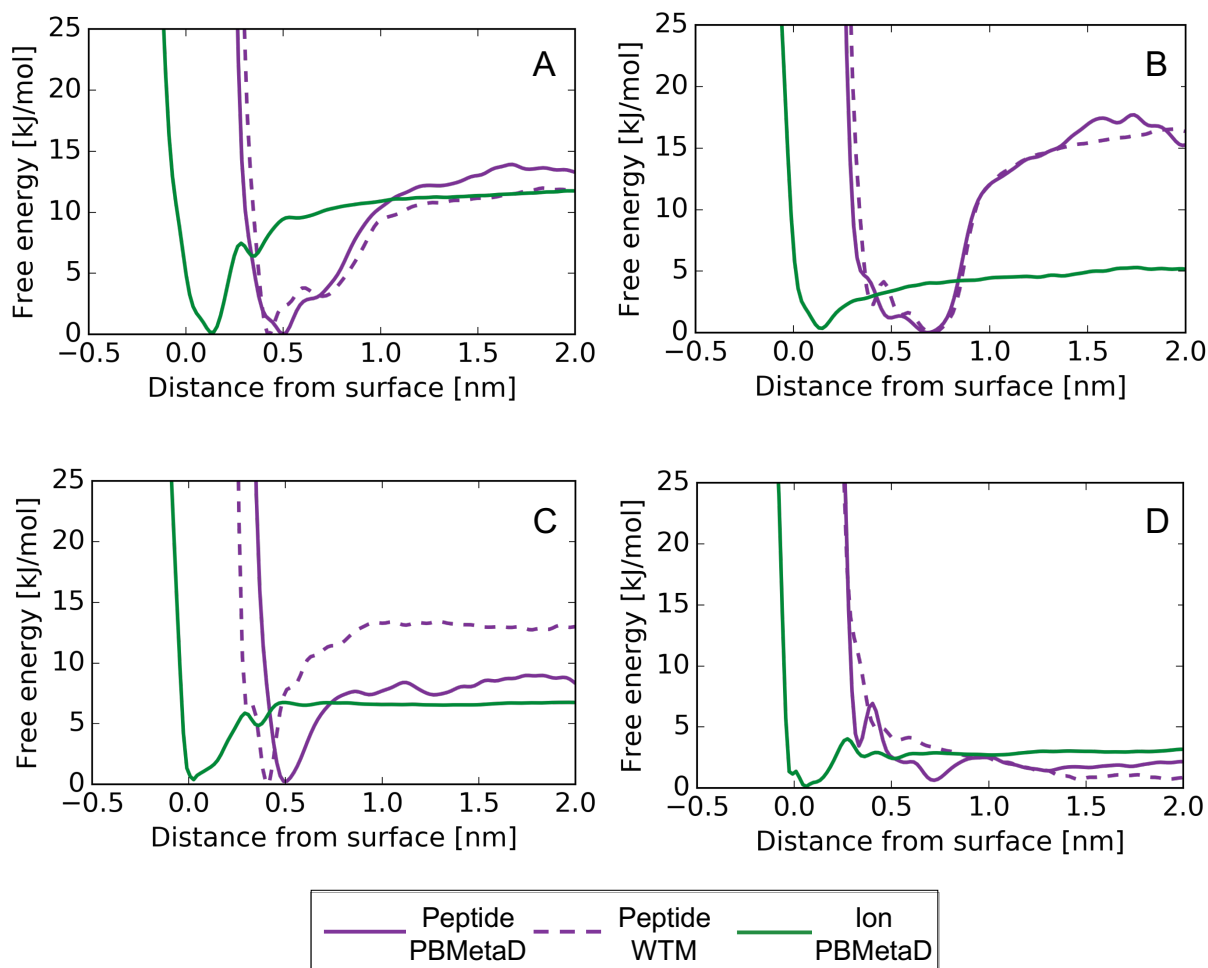 A
Free energy [kJ/mol]
25
20
15
10
5
0
−0.5 0.0 0.5 1.0 1.5 2.0
Distance from surface [nm]
B
Free energy [kJ/mol]
25
20
15
10
5
0
−0.5 0.0 0.5 1.0 1.5 2.0
Distance from surface [nm]
C
Free energy [kJ/mol]
25
20
15
10
5
0
−0.5 0.0 0.5 1.0 1.5 2.0
Distance from surface [nm]
D
Free energy [kJ/mol]
25
20
15
10
5
0
−0.5 0.0 0.5 1.0 1.5 2.0
Distance from surface [nm]
Peptide Peptide Ion
PBMetaD WTM PBMetaD